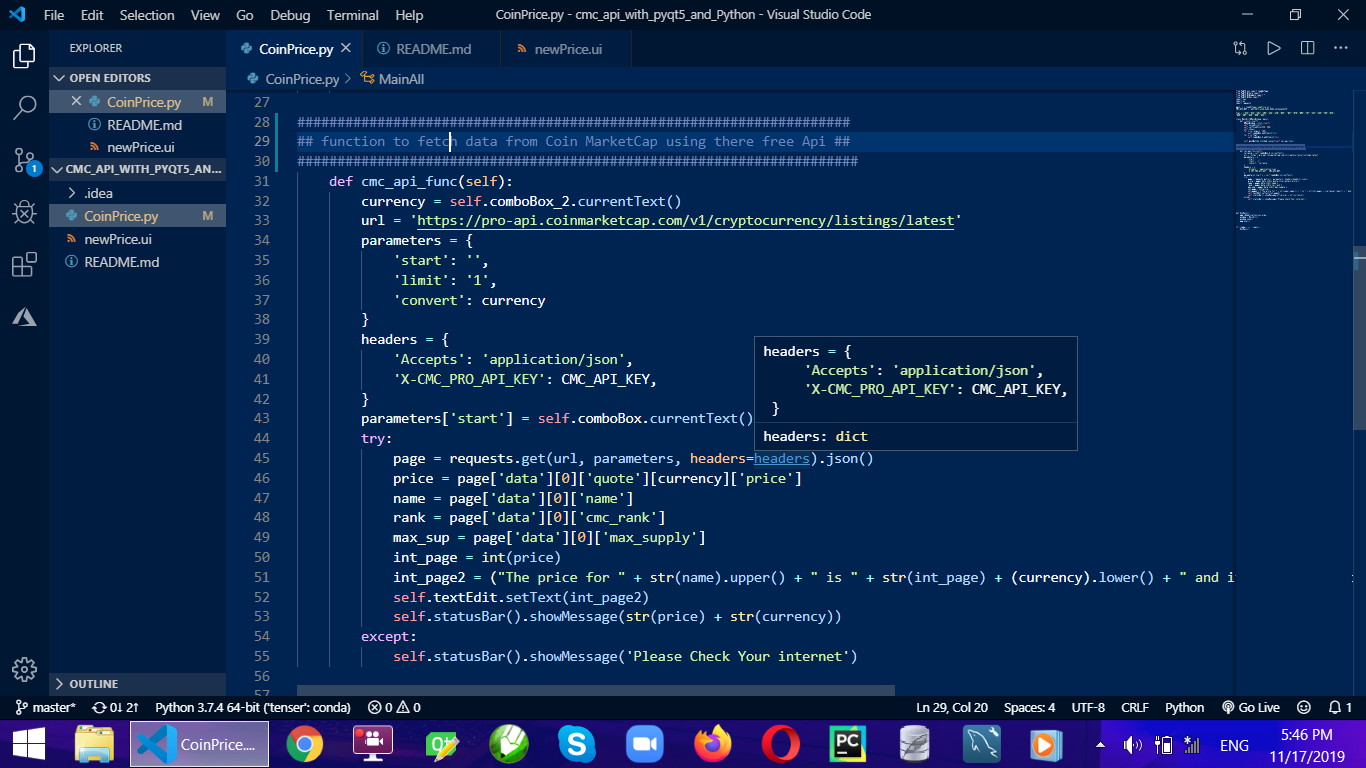 File Edit Selection View Go Debug Terminal Help CoinPrice.py - cmc_api_with_pyqt5_and_Python - Visual Studio Code
EXPLORER
OPEN EDITORS
CoinPrice.py M
README.md
newPrice.ui
CMC_API_WITH_PYQT5_AN...
.idea
CoinPrice.py M
newPrice.ui
README.md
OUTLINE
CoinPrice.py README.md newPrice.ui
CoinPrice.py > MainAll
27
28 #####################################################################
29 ## function to fetch data from Coin MarketCap using there free Api ##
30 ######################################################################
31 def cmc_api_func(self):
32 currency = self.comboBox_2.currentText()
33 url = 'https://pro-api.coinmarketcap.com/v1/cryptocurrency/listings/latest'
34 parameters = {
35 'start': '',
36 'limit': '1',
37 'convert': currency
38 }
39 headers = {
40 'Accepts': 'application/json',
41 'X-CMC_PRO_API_KEY': CMC_API_KEY,
42 }
43 parameters['start'] = self.comboBox.currentText()
44 try:
45 page = requests.get(url, parameters, headers=headers).json()
46 price = page['data'][0]['quote'][currency]['price']
47 name = page['data'][0]['name']
48 rank = page['data'][0]['cmc_rank']
49 max_sup = page['data'][0]['max_supply']
50 int_page = int(price)
51 int_page2 = ("The price for " + str(name).upper() + " is " + str(int_page) + (currency).lower() + " and i
52 self.textEdit.setText(int_page2)
53 self.statusBar().showMessage(str(price) + str(currency))
54 except:
55 self.statusBar().showMessage('Please Check Your internet')
56
57
headers = {
'Accepts': 'application/json',
'X-CMC_PRO_API_KEY': CMC_API_KEY,
}
headers: dict
1
master* 0↓ 2↑ Python 3.7.4 64-bit ('tenser': conda) 0 0 Ln 29, Col 20 Spaces: 4 UTF-8 CRLF Python Go Live 1
CoinPrice.... PC ENG 5:46 PM
11/17/2019